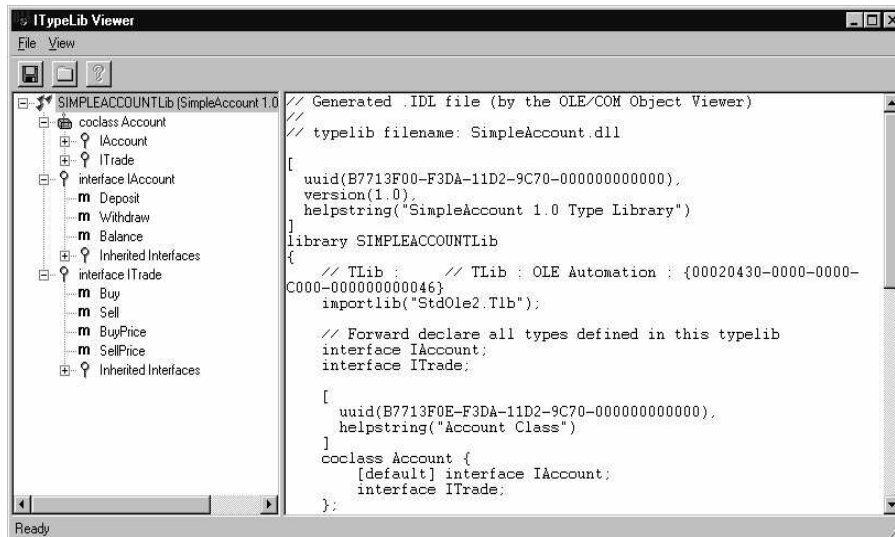 ITypeLib Viewer
File View
SIMPLEACCOUNTLib (SimpleAccount 1.0
coclass Account
IAccount
ITrade
interface IAccount
m Deposit
m Withdraw
m Balance
Inherited Interfaces
interface ITrade
m Buy
m Sell
m BuyPrice
m SellPrice
Inherited Interfaces
// Generated .IDL file (by the OLE/COM Object Viewer)
//
// typelib filename: SimpleAccount.dll
[
uuid(B7713F00-F3DA-11D2-9C70-000000000000),
version(1.0),
helpstring("SimpleAccount 1.0 Type Library")
]
library SIMPLEACCOUNTLib
{
// TLib :     // TLib : OLE Automation : {00020430-0000-0000-
C000-000000000046}
importlib("StdOle2.Tlb");
// Forward declare all types defined in this typelib
interface IAccount;
interface ITrade;
[
uuid(B7713F0E-F3DA-11D2-9C70-000000000000),
helpstring("Account Class")
]
coclass Account {
[default] interface IAccount;
interface ITrade;
};
Ready